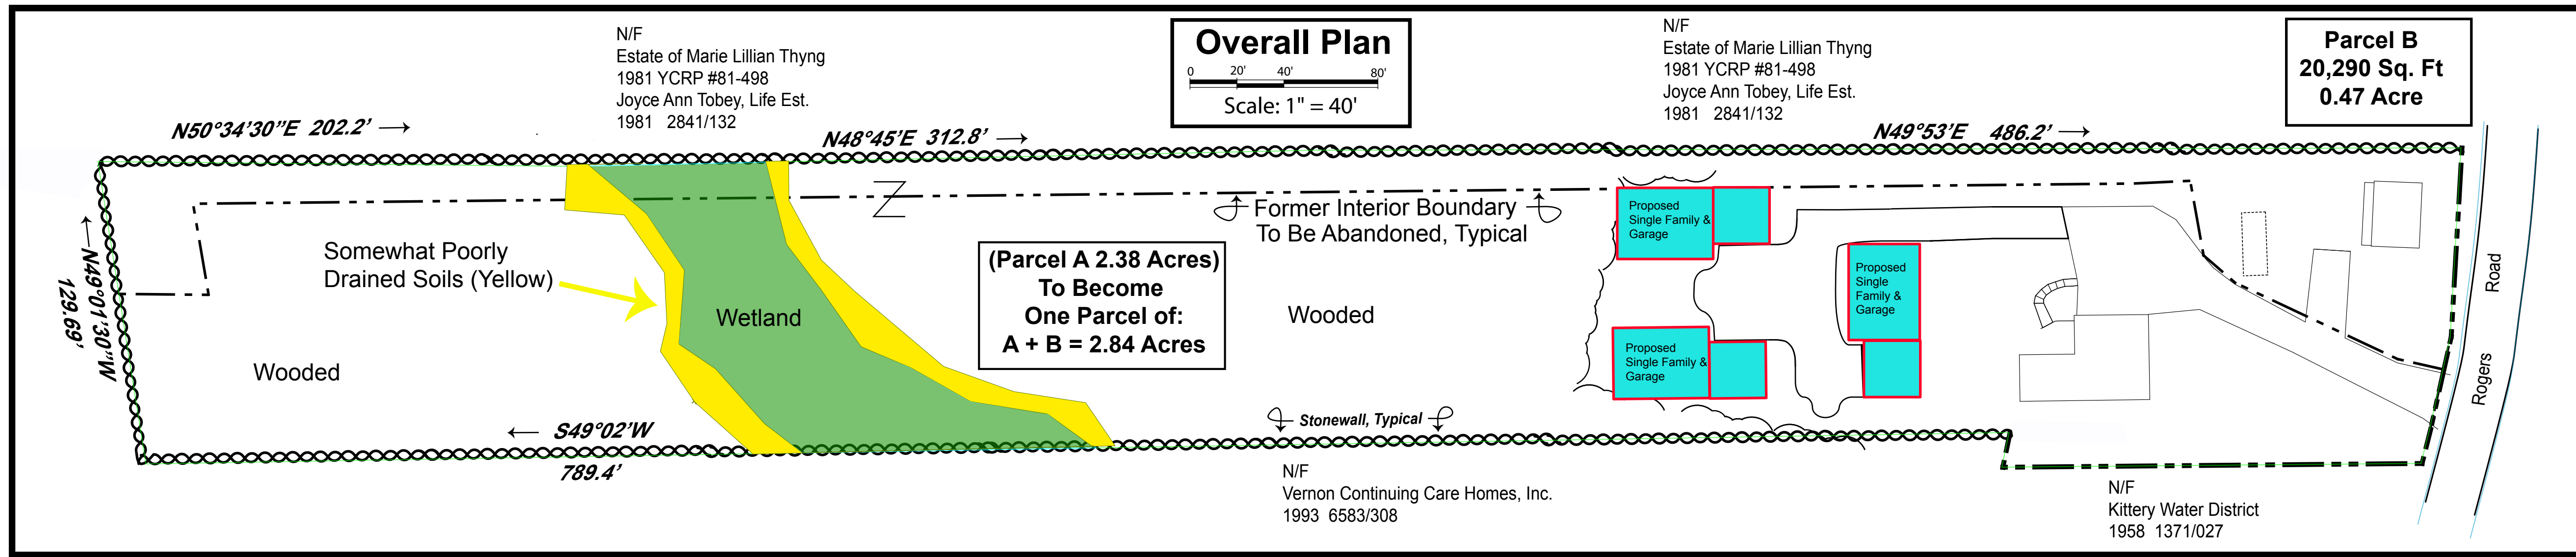 N/F
Estate of Marie Lillian Thyng
1981 YCRP #81-498
Joyce Ann Tobey, Life Est.
1981 2841/132
Overall Plan
0 20' 40' 80'
Scale: 1" = 40'
N/F
Estate of Marie Lillian Thyng
1981 YCRP #81-498
Joyce Ann Tobey, Life Est.
1981 2841/132
Parcel B
20,290 Sq. Ft
0.47 Acre
N50°34'30"E 202.2'
N48°45'E 312.8'
N49°53'E 486.2'
N49°01'30"W
129.69'
Somewhat Poorly
Drained Soils (Yellow)
Wetland
Wooded
(Parcel A 2.38 Acres)
To Become
One Parcel of:
A + B = 2.84 Acres
Former Interior Boundary
To Be Abandoned, Typical
Wooded
Proposed
Single Family &
Garage
Proposed
Single
Family &
Garage
Proposed
Single Family &
Garage
Rogers Road
S49°02'W
789.4'
Stonewall, Typical
N/F
Vernon Continuing Care Homes, Inc.
1993 6583/308
N/F
Kittery Water District
1958 1371/027